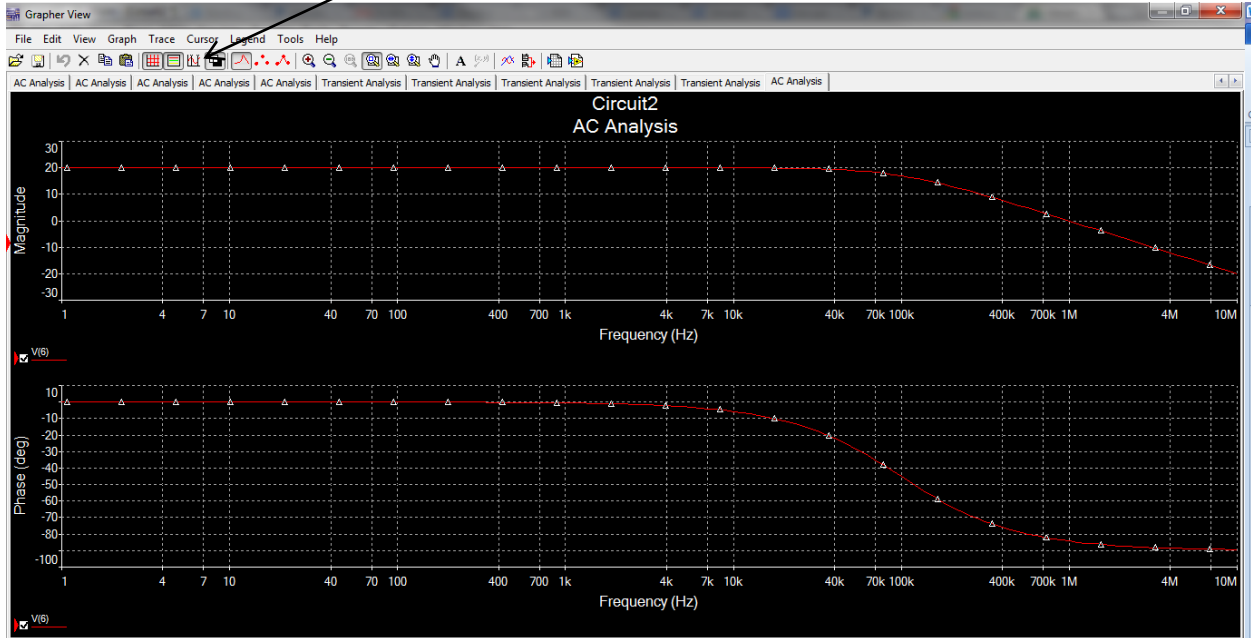 Grapher View
File Edit View Graph Trace Cursor Legend Tools Help
A
AC Analysis AC Analysis AC Analysis AC Analysis AC Analysis Transient Analysis Transient Analysis Transient Analysis Transient Analysis Transient Analysis AC Analysis
Circuit2
AC Analysis
Magnitude
30
20
10
0
-10
-20
-30
1 4 7 10 40 70 100 400 700 1k 4k 7k 10k 40k 70k 100k 400k 700k 1M 4M 10M
Frequency (Hz)
V(6)
Phase (deg)
10
-10
-20
-30
-40
-50
-60
-70
-80
-100
1 4 7 10 40 70 100 400 700 1k 4k 7k 10k 40k 70k 100k 400k 700k 1M 4M 10M
Frequency (Hz)
V(6)